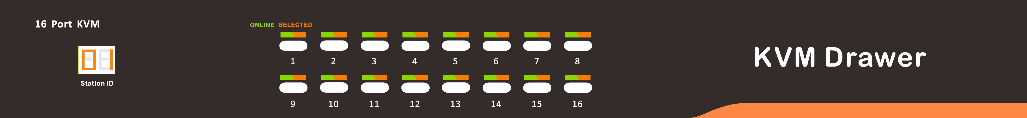 16 Port KVM
01
Station ID
ONLINE SELECTED
1 2 3 4 5 6 7 8
9 10 11 12 13 14 15 16
KVM Drawer